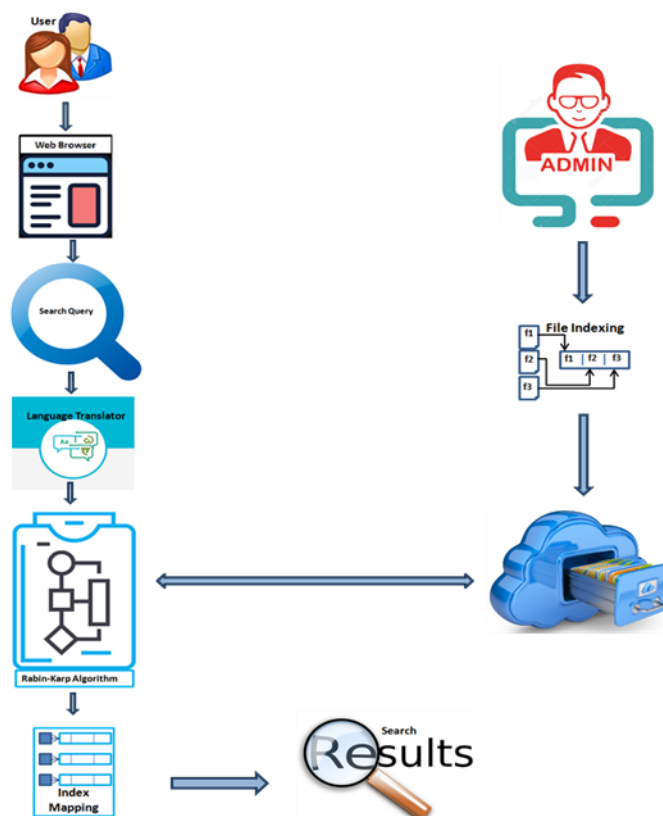 User
Web Browser
Search Query
Language Translator
Aa
Rabin-Karp Algorithm
Index
Mapping
Search
Results
ADMIN
File Indexing
f1
f2
f3
f1 f2 f3